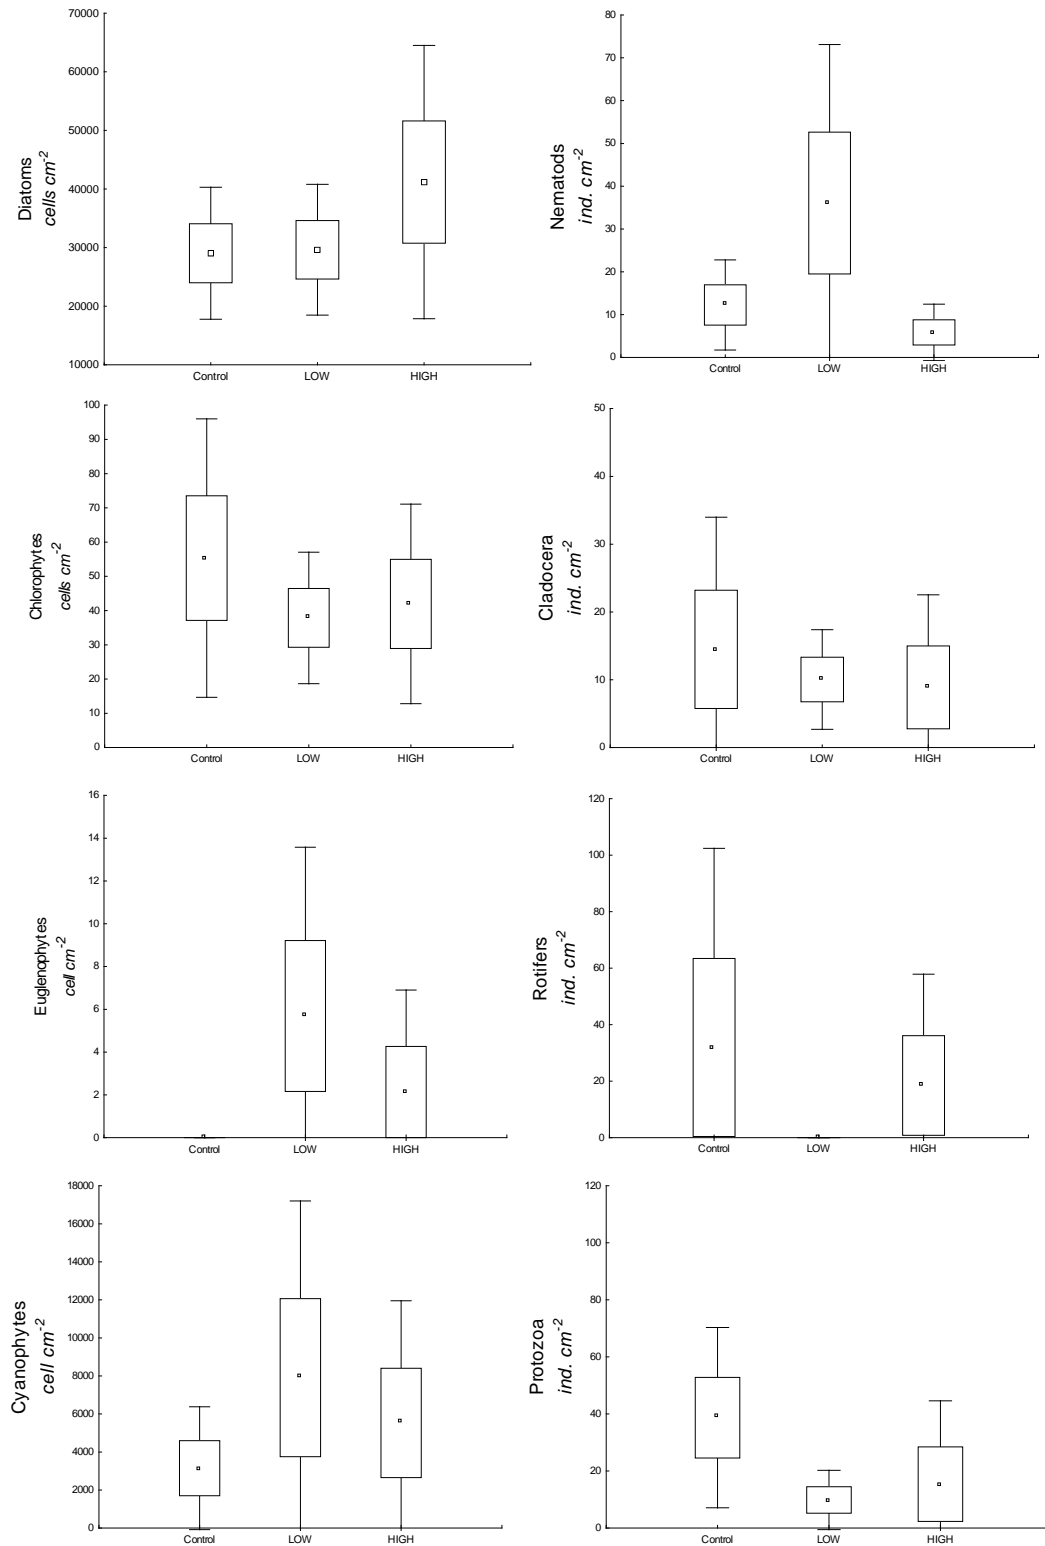 70000
60000
50000
40000
30000
20000
10000
Diatoms
cells cm-2
Control
LOW
HIGH
80
70
60
50
40
30
20
10
0
Nematods
ind. cm-2
Control
LOW
HIGH
100
90
80
70
60
50
40
30
20
10
0
Chlorophytes
cells cm-2
Control
LOW
HIGH
50
40
30
20
10
0
Cladocera
ind. cm-2
Control
LOW
HIGH
16
14
12
10
8
6
4
2
0
Euglenophytes
cell cm-2
Control
LOW
HIGH
120
100
80
60
40
20
0
Rotifers
ind. cm-2
Control
LOW
HIGH
18000
16000
14000
12000
10000
8000
6000
4000
2000
0
Cyanophytes
cell cm-2
Control
LOW
HIGH
120
100
80
60
40
20
0
Protozoa
ind. cm-2
Control
LOW
HIGH